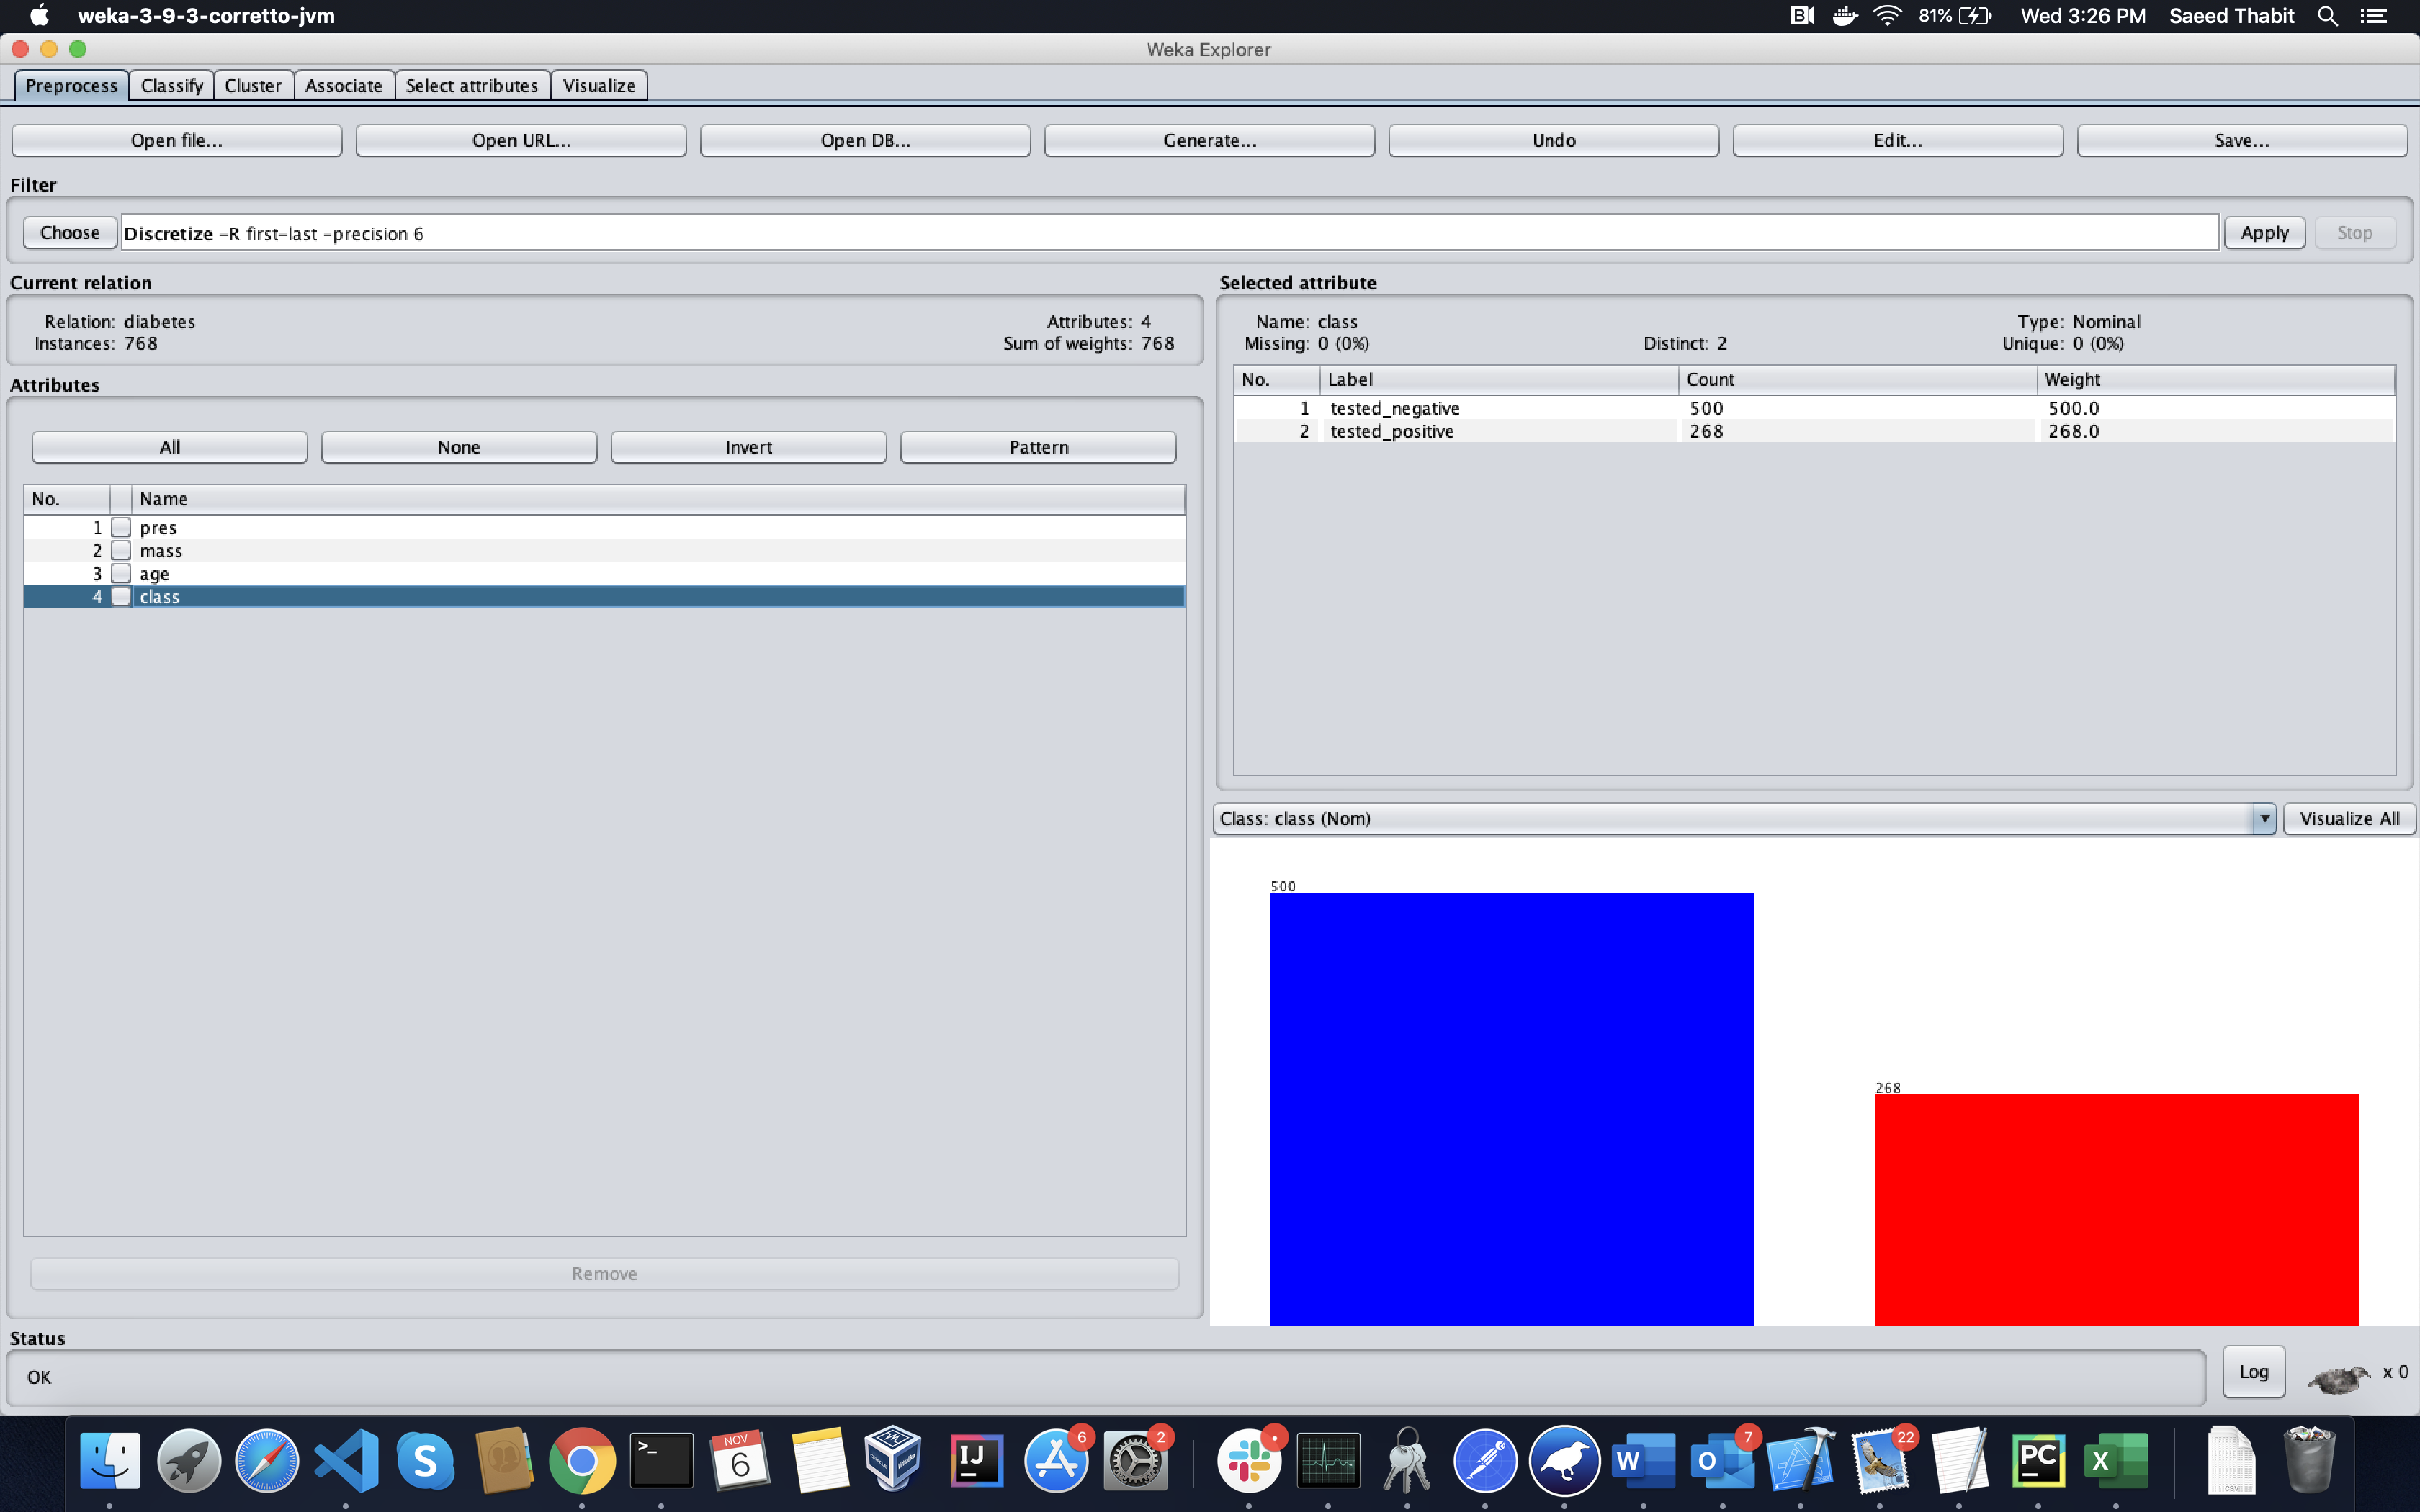 weka-3-9-3-corretto-jvm 81% Wed 3:26 PM Saeed Thabit
Weka Explorer
Preprocess Classify Cluster Associate Select attributes Visualize
Open file... Open URL... Open DB... Generate... Undo Edit... Save...
Filter
Choose Discretize -R first-last -precision 6 Apply Stop
Current relation
Relation: diabetes Attributes: 4
Instances: 768 Sum of weights: 768
Attributes
All None Invert Pattern
No. Name
1 pres
2 mass
3 age
4 class
Remove
Selected attribute
Name: class Type: Nominal
Missing: 0 (0%) Distinct: 2 Unique: 0 (0%)
No. Label Count Weight
1 tested_negative 500 500.0
2 tested_positive 268 268.0
Class: class (Nom) Visualize All
500
268
Status
OK Log x 0
S >_ NOV 6 IJ 6 2 W O 7 22 PC X CSV